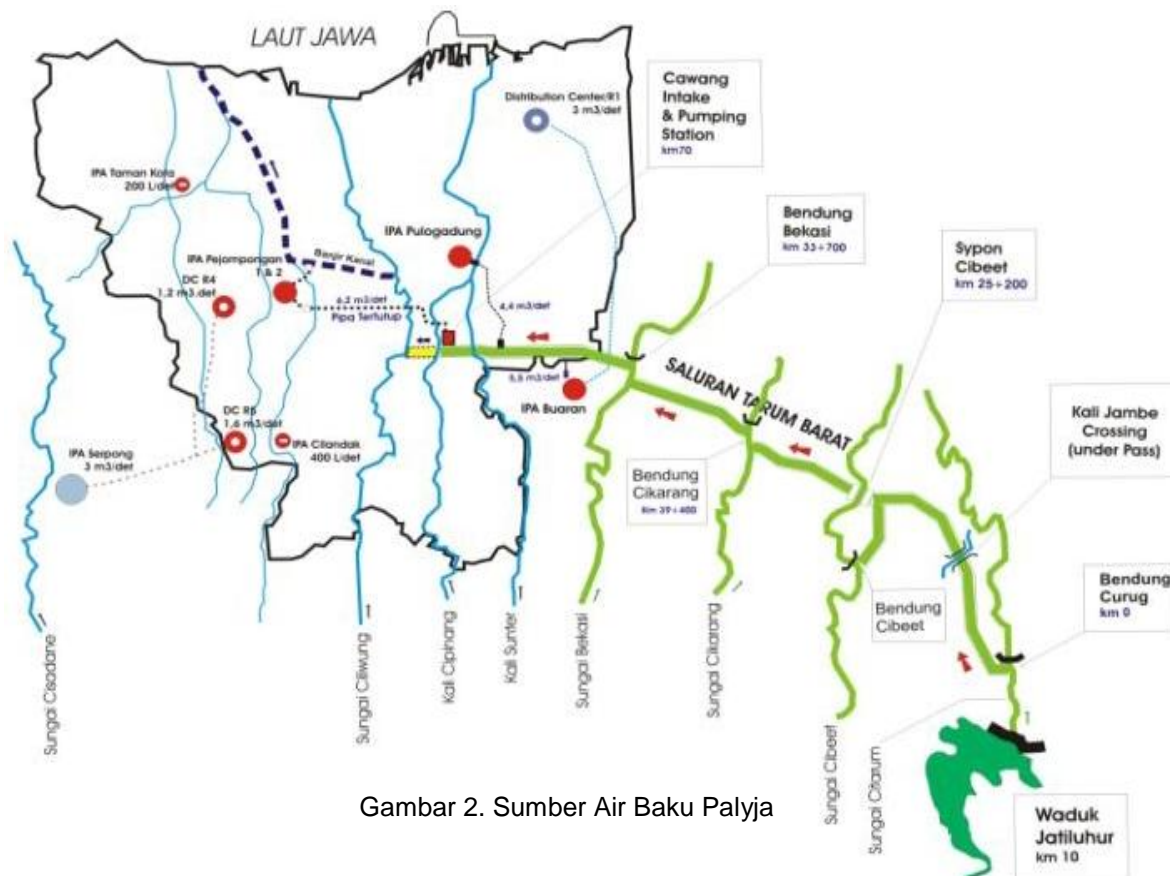 LAUT JAWA
Cawang
Intake
& Pumping
Station
km70
Distribution Center/R1
3 m3/det
IPA Taman Kota
200 L/det
IPA Pulogadung
Bendung
Bekasi
km 33+700
Sypon
Cibeet
km 25+200
IPA Pejompongan
1 & 2
Banjir Kanal
DC R4
1,2 m3.det
6,2 m3/det
Pipa Tertutup
4,4 m3/det
5,5 m3/det
IPA Buaran
SALURAN TARUM BARAT
Kali Jambe
Crossing
(under Pass)
DC R5
1,6 m3/det
IPA Cilandak
400 L/det
IPA Serpong
3 m3/det
Bendung
Cikarang
km 39+400
Bendung
Cibeet
Bendung
Curug
km 0
Sungai Cisadane
Sungai Ciliwung
Kali Cipinang
Kali Sunter
Sungai Bekasi
Sungai Cikarang
Sungai Cibeet
Sungai Citarum
Waduk
Jatiluhur
km 10
Gambar 2. Sumber Air Baku Palyja